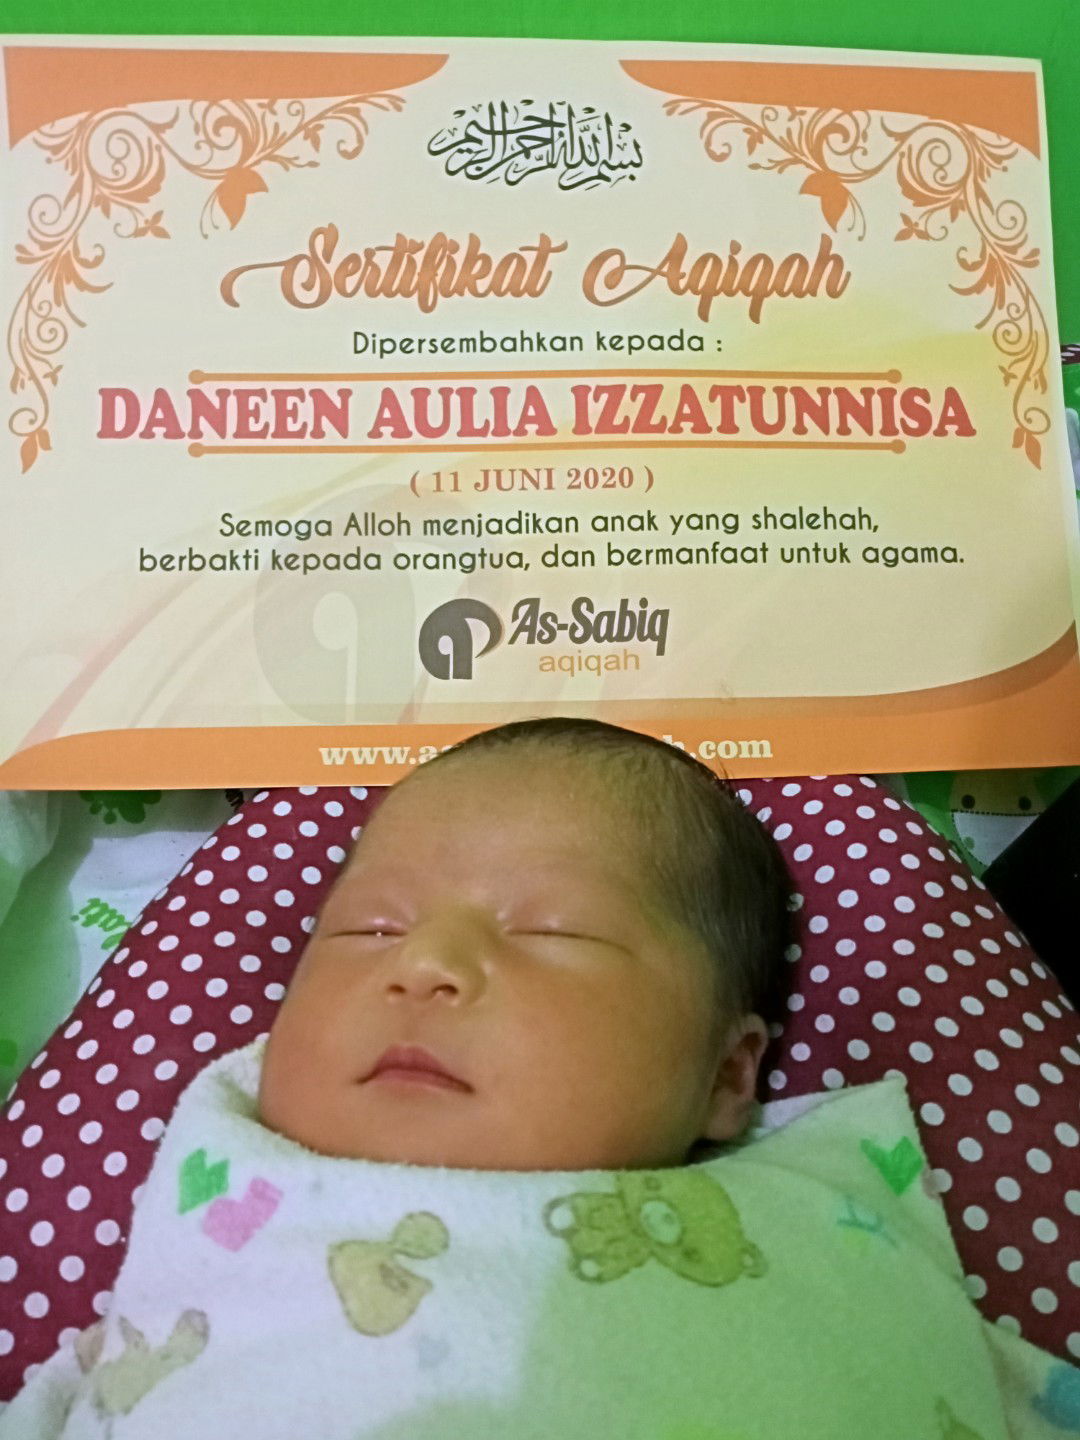 بسم الله الرحمن الرحيم
Sertifikat Aqiqah
Dipersembahkan kepada :
DANEEN AULIA IZZATUNNISA
( 11 JUNI 2020 )
Semoga Alloh menjadikan anak yang shalehah,
berbakti kepada orangtua, dan bermanfaat untuk agama.
As-Sabiq
aqiqah